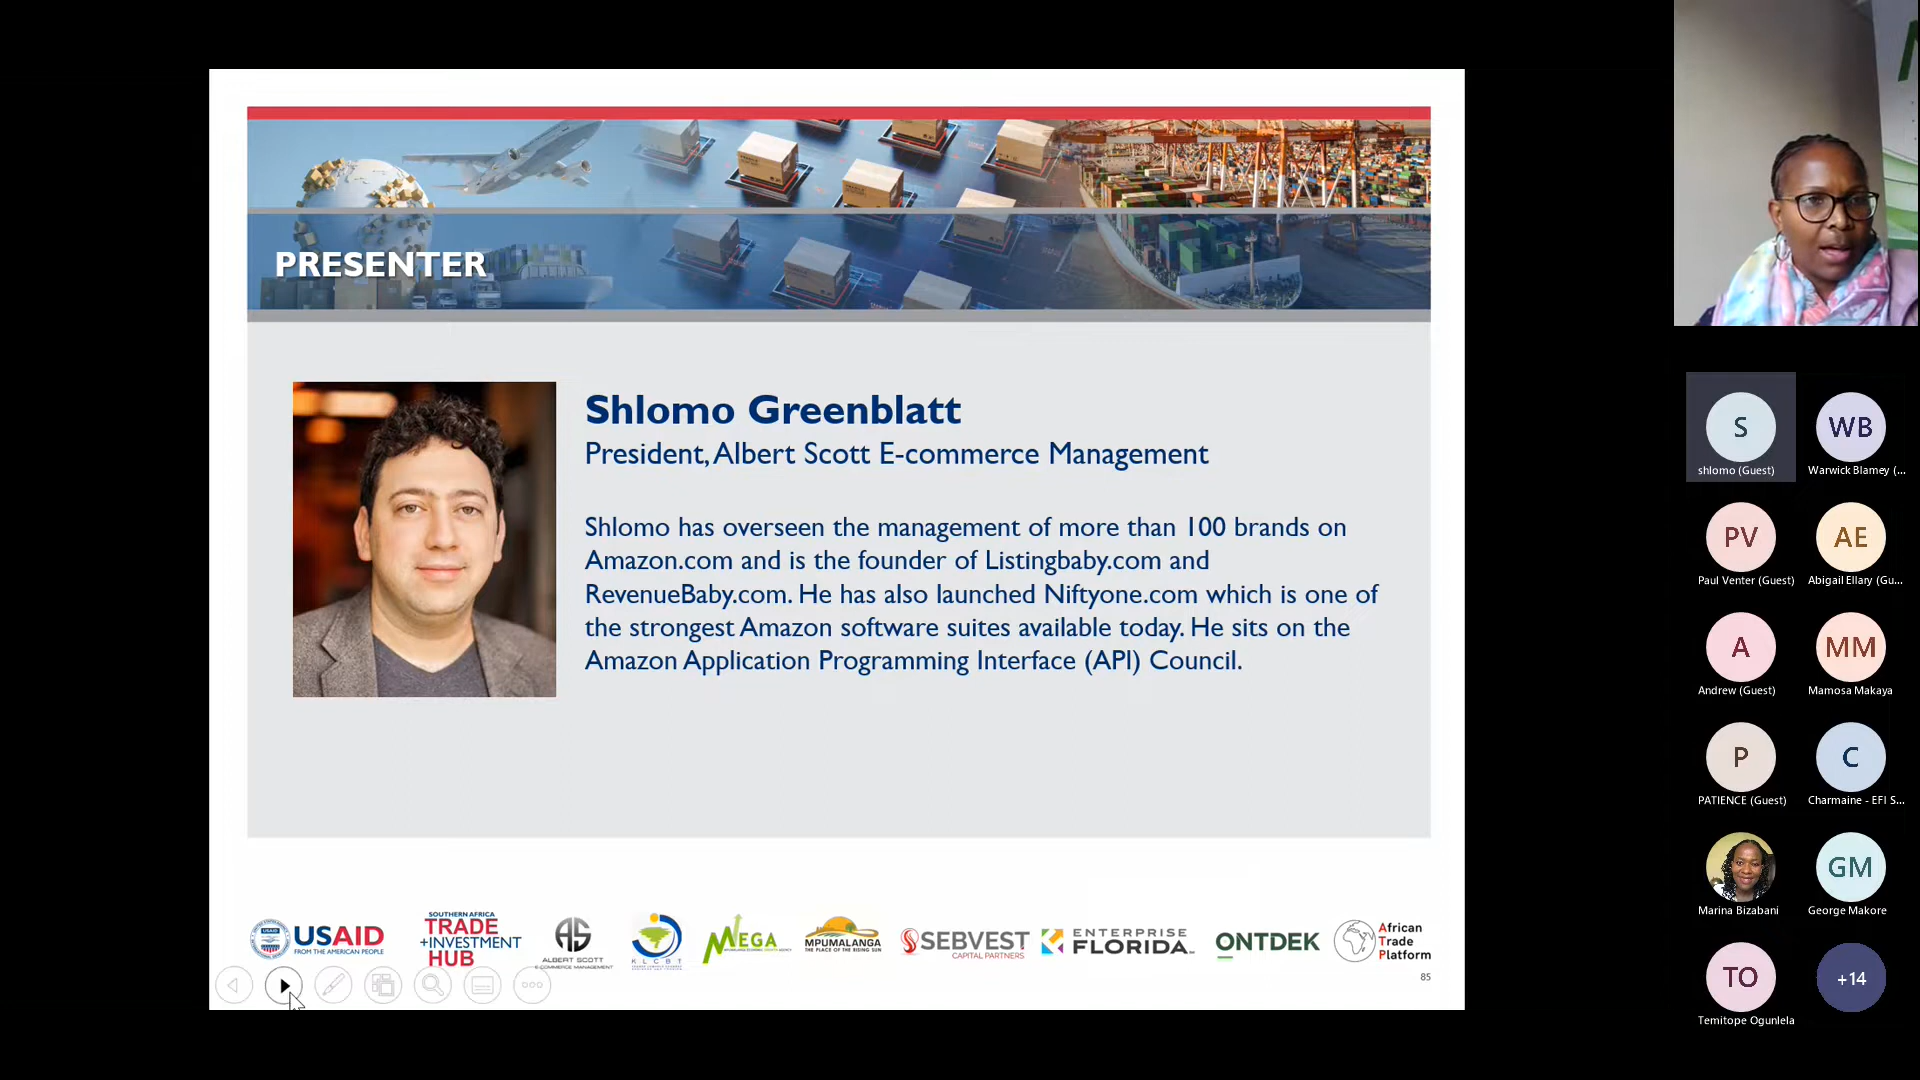 PRESENTER
Shlomo Greenblatt
President, Albert Scott E-commerce Management
Shlomo has overseen the management of more than 100 brands on
Amazon.com and is the founder of Listingbaby.com and
RevenueBaby.com. He has also launched Niftyone.com which is one of
the strongest Amazon software suites available today. He sits on the
Amazon Application Programming Interface (API) Council.
USAID
FROM THE AMERICAN PEOPLE
SOUTHERN AFRICA
TRADE
+INVESTMENT
HUB
AS
ALBERT SCOTT
E-COMMERCE MANAGEMENT
KLCBT
MEGA
MPUMALANGA
THE PLACE OF THE RISING SUN
SEBVEST
CAPITAL PARTNERS
ENTERPRISE
FLORIDA
ONTDEK
African
Trade
Platform
85
S
shlomo (Guest)
WB
Warwick Blamey (...
PV
Paul Venter (Guest)
AE
Abigail Ellary (Gu...
A
Andrew (Guest)
MM
Mamosa Makaya
P
PATIENCE (Guest)
C
Charmaine - EFI S...
Marina Bizabani
GM
George Makore
TO
Temitope Ogunlela
+14